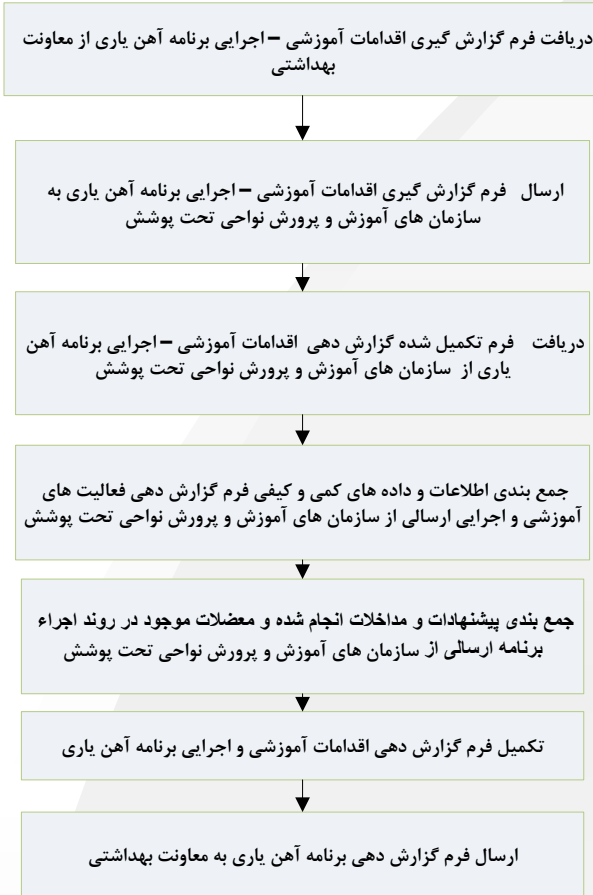 دریافت فرم گزارش گیری اقدامات آموزشی – اجرایی برنامه آهن یاری از معاونت
بهداشتی
ارسال فرم گزارش گیری اقدامات آموزشی – اجرایی برنامه آهن یاری به
سازمان های آموزش و پرورش نواحی تحت پوشش
دریافت فرم تکمیل شده گزارش دهی اقدامات آموزشی – اجرایی برنامه آهن
یاری از سازمان های آموزش و پرورش نواحی تحت پوشش
جمع بندی اطلاعات و داده های کمی و کیفی فرم گزارش دهی فعالیت های
آموزشی و اجرایی ارسالی از سازمان های آموزش و پرورش نواحی تحت پوشش
جمع بندی پیشنهادات و مداخلات انجام شده و معضلات موجود در روند اجراء
برنامه ارسالی از سازمان های آموزش و پرورش نواحی تحت پوشش
تکمیل فرم گزارش دهی اقدامات آموزشی و اجرایی برنامه آهن یاری
ارسال فرم گزارش دهی برنامه آهن یاری به معاونت بهداشتی